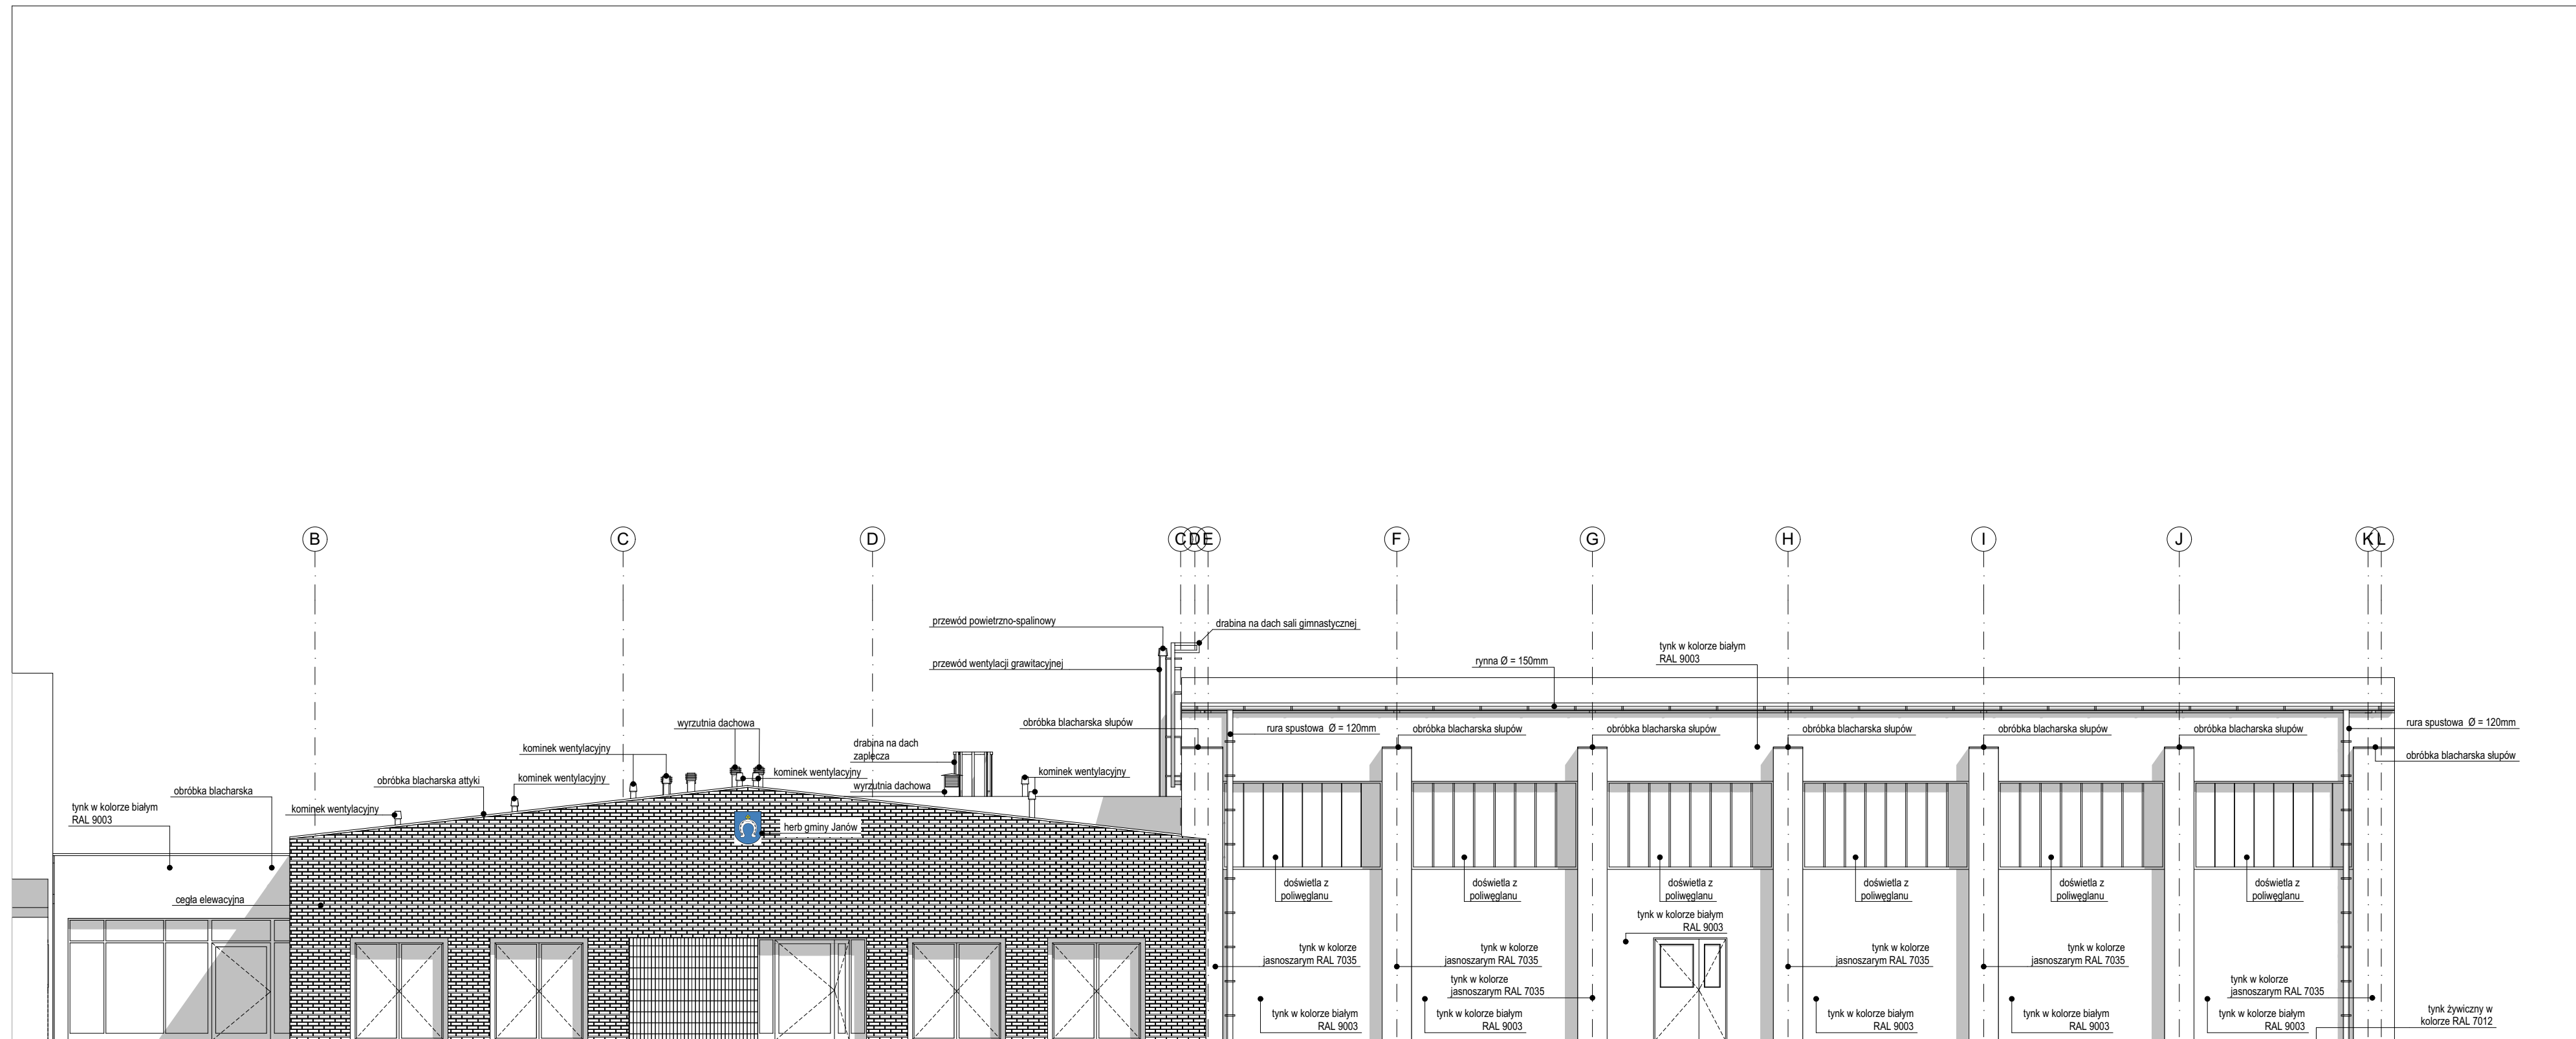 B
C
D
C
D
E
F
G
H
I
J
K
L
przewód powietrzno-spalinowy
drabina na dach sali gimnastycznej
tynk w kolorze białym
RAL 9003
przewód wentylacji grawitacyjnej
rynna Ø = 150mm
wyrzutnia dachowa
obróbka blacharska słupów
rura spustowa Ø = 120mm
obróbka blacharska słupów
obróbka blacharska słupów
obróbka blacharska słupów
obróbka blacharska słupów
obróbka blacharska słupów
rura spustowa Ø = 120mm
kominek wentylacyjny
drabina na dach
zaplecza
obróbka blacharska słupów
obróbka blacharska attyki
kominek wentylacyjny
kominek wentylacyjny
kominek wentylacyjny
wyrzutnia dachowa
obróbka blacharska
tynk w kolorze białym
RAL 9003
kominek wentylacyjny
herb gminy Janów
cegła elewacyjna
doświetla z
poliwęglanu
doświetla z
poliwęglanu
doświetla z
poliwęglanu
doświetla z
poliwęglanu
doświetla z
poliwęglanu
doświetla z
poliwęglanu
tynk w kolorze białym
RAL 9003
tynk w kolorze
jasnoszarym RAL 7035
tynk w kolorze
jasnoszarym RAL 7035
tynk w kolorze
jasnoszarym RAL 7035
tynk w kolorze
jasnoszarym RAL 7035
tynk w kolorze
jasnoszarym RAL 7035
tynk w kolorze
jasnoszarym RAL 7035
tynk w kolorze białym
RAL 9003
tynk w kolorze białym
RAL 9003
tynk w kolorze białym
RAL 9003
tynk w kolorze białym
RAL 9003
tynk w kolorze białym
RAL 9003
tynk żywiczny w
kolorze RAL 7012